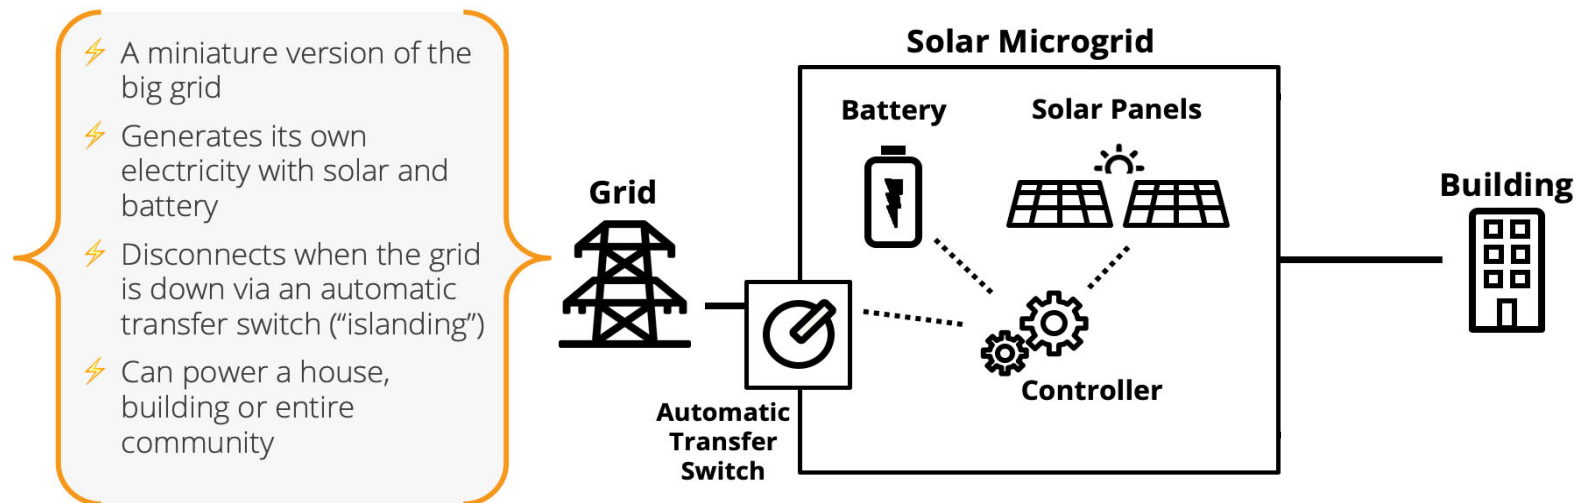 A miniature version of the
big grid
Generates its own
electricity with solar and
battery
Disconnects when the grid
is down via an automatic
transfer switch (“islanding”)
Can power a house,
building or entire
community
Solar Microgrid
Battery
Solar Panels
Grid
Building
Controller
Automatic
Transfer
Switch